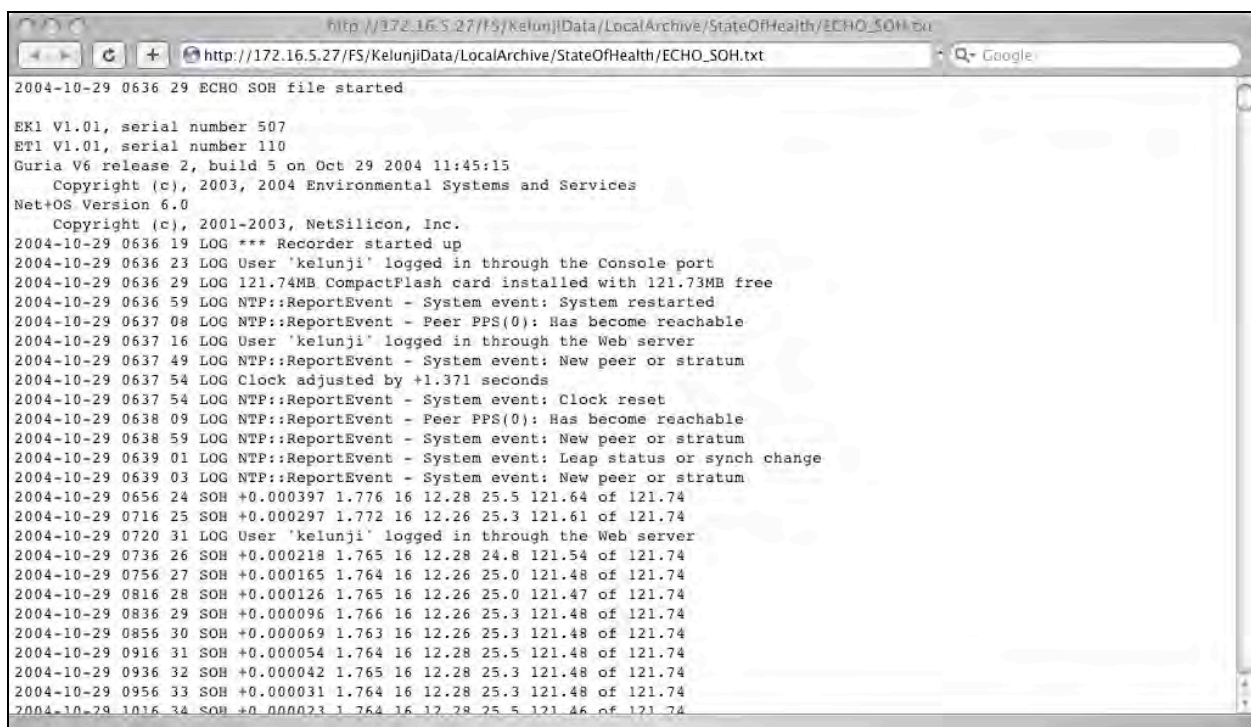 http://172.16.5.27/FS/KelunjiData/LocalArchive/StateOfHealth/ECHO_SOH.txt
http://172.16.5.27/FS/KelunjiData/LocalArchive/StateOfHealth/ECHO_SOH.txt
Google
2004-10-29 0636 29 ECHO SOH file started
EK1 V1.01, serial number 507
ET1 V1.01, serial number 110
Guria V6 release 2, build 5 on Oct 29 2004 11:45:15
Copyright (c), 2003, 2004 Environmental Systems and Services
Net+OS Version 6.0
Copyright (c), 2001-2003, NetSilicon, Inc.
2004-10-29 0636 19 LOG *** Recorder started up
2004-10-29 0636 23 LOG User 'kelunji' logged in through the Console port
2004-10-29 0636 29 LOG 121.74MB CompactFlash card installed with 121.73MB free
2004-10-29 0636 59 LOG NTP::ReportEvent - System event: System restarted
2004-10-29 0637 08 LOG NTP::ReportEvent - Peer PPS(0): Has become reachable
2004-10-29 0637 16 LOG User 'kelunji' logged in through the Web server
2004-10-29 0637 49 LOG NTP::ReportEvent - System event: New peer or stratum
2004-10-29 0637 54 LOG Clock adjusted by +1.371 seconds
2004-10-29 0637 54 LOG NTP::ReportEvent - System event: Clock reset
2004-10-29 0638 09 LOG NTP::ReportEvent - Peer PPS(0): Has become reachable
2004-10-29 0638 59 LOG NTP::ReportEvent - System event: New peer or stratum
2004-10-29 0639 01 LOG NTP::ReportEvent - System event: Leap status or synch change
2004-10-29 0639 03 LOG NTP::ReportEvent - System event: New peer or stratum
2004-10-29 0656 24 SOH +0.000397 1.776 16 12.28 25.5 121.64 of 121.74
2004-10-29 0716 25 SOH +0.000297 1.772 16 12.26 25.3 121.61 of 121.74
2004-10-29 0720 31 LOG User 'kelunji' logged in through the Web server
2004-10-29 0736 26 SOH +0.000218 1.765 16 12.28 24.8 121.54 of 121.74
2004-10-29 0756 27 SOH +0.000165 1.764 16 12.26 25.0 121.48 of 121.74
2004-10-29 0816 28 SOH +0.000126 1.765 16 12.26 25.0 121.47 of 121.74
2004-10-29 0836 29 SOH +0.000096 1.766 16 12.26 25.3 121.48 of 121.74
2004-10-29 0856 30 SOH +0.000069 1.763 16 12.26 25.3 121.48 of 121.74
2004-10-29 0916 31 SOH +0.000054 1.764 16 12.28 25.5 121.48 of 121.74
2004-10-29 0936 32 SOH +0.000042 1.765 16 12.28 25.3 121.48 of 121.74
2004-10-29 0956 33 SOH +0.000031 1.764 16 12.28 25.3 121.48 of 121.74
2004-10-29 1016 34 SOH +0.000023 1.764 16 12.28 25.5 121.46 of 121.74